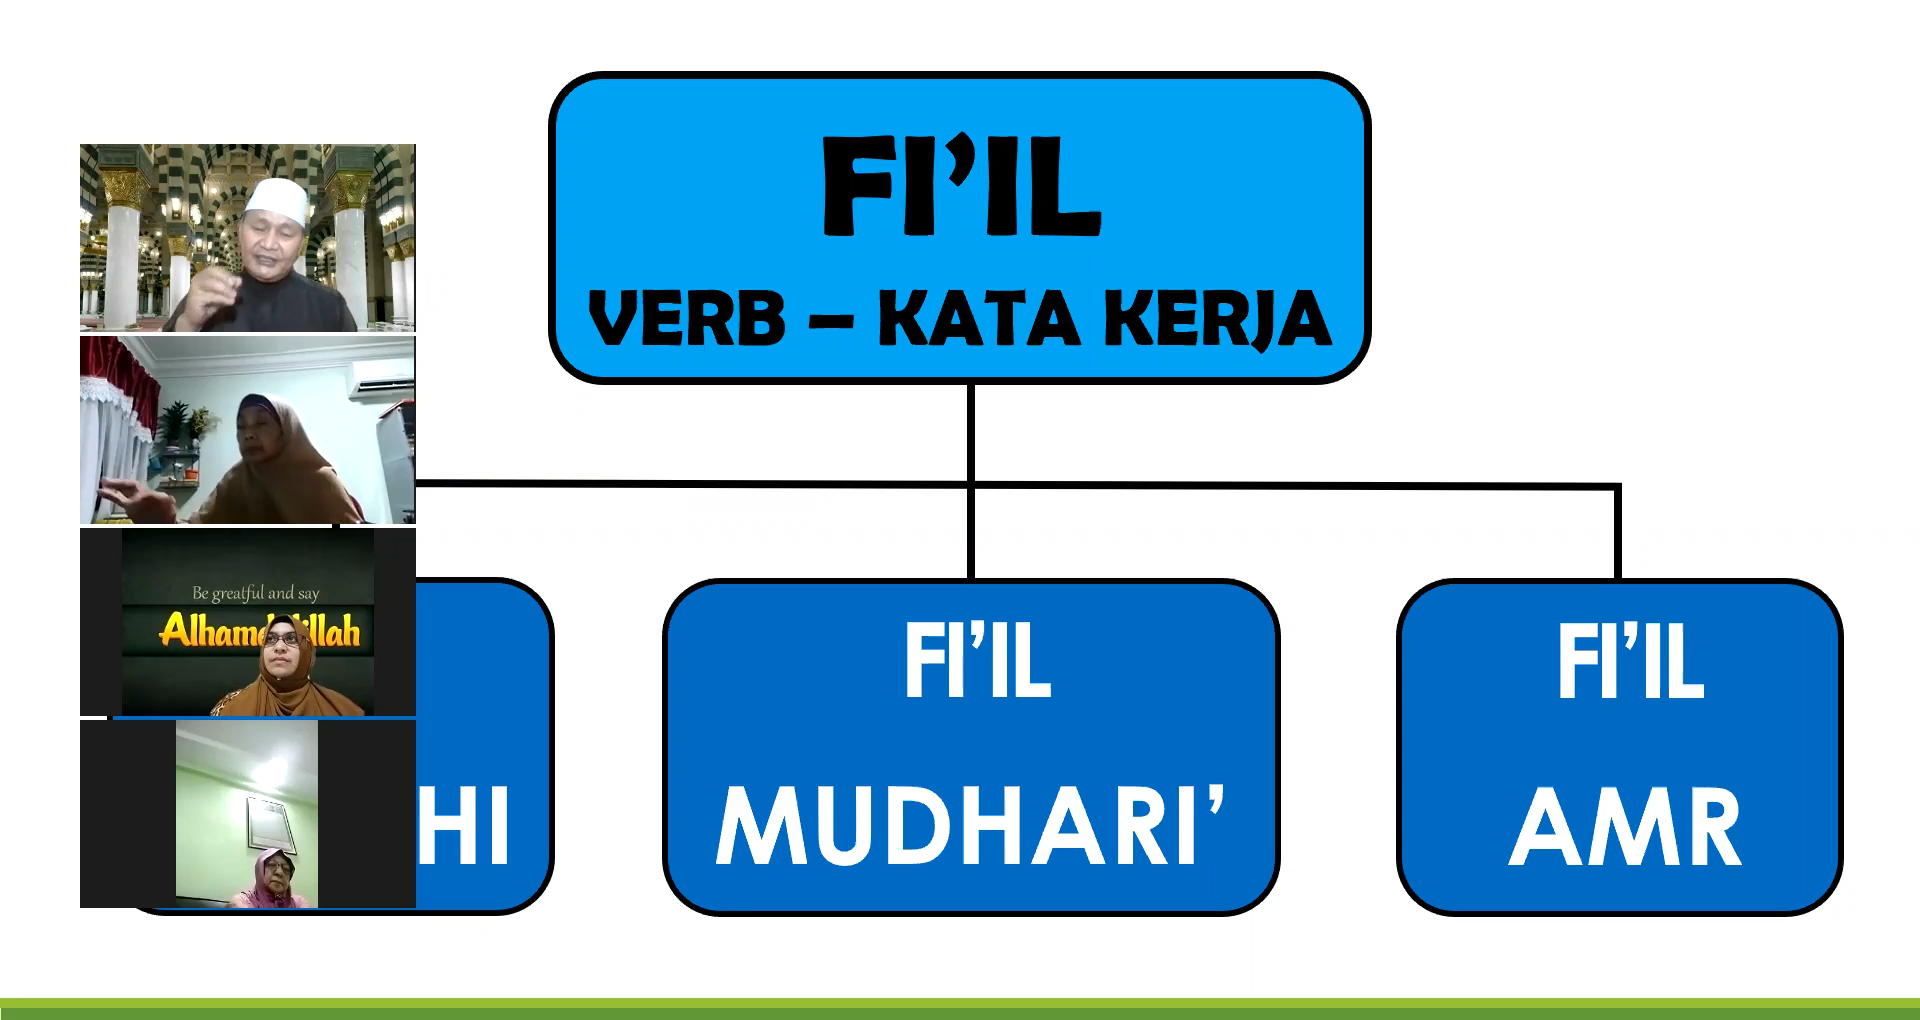 FI’IL
VERB – KATA KERJA
Be greatful and say
HI
FI’IL
MUDHARI’
FI’IL
AMR